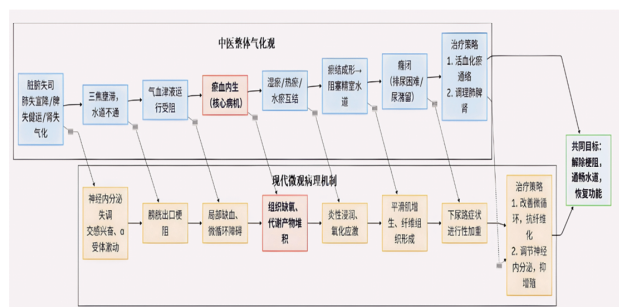 中医整体气化观
脏腑失司
肺失宣降/脾
失健运/肾失
气化
三焦壅滞，
水道不通
气血津液运
行受阻
瘀血内生
（核心病机）
湿瘀/热瘀/
水瘀互结
瘀结成形→
阻塞精室水
道
癃闭
（排尿困难/
尿潴留）
治疗策略
1. 活血化瘀
通络
2. 调理肺脾
肾
共同目标：
解除梗阻，
通畅水道，
恢复功能
现代微观病理机制
神经内分泌
失调
交感兴奋、α
受体激动
膀胱出口梗
阻
局部缺血、
微循环障碍
组织缺氧、
代谢产物堆
积
炎性浸润、
氧化应激
平滑肌增
生、纤维组
织形成
下尿路症状
进行性加重
治疗策略
1. 改善微循
环，抗纤维
化
2. 调节神经
内分泌，抑
增殖